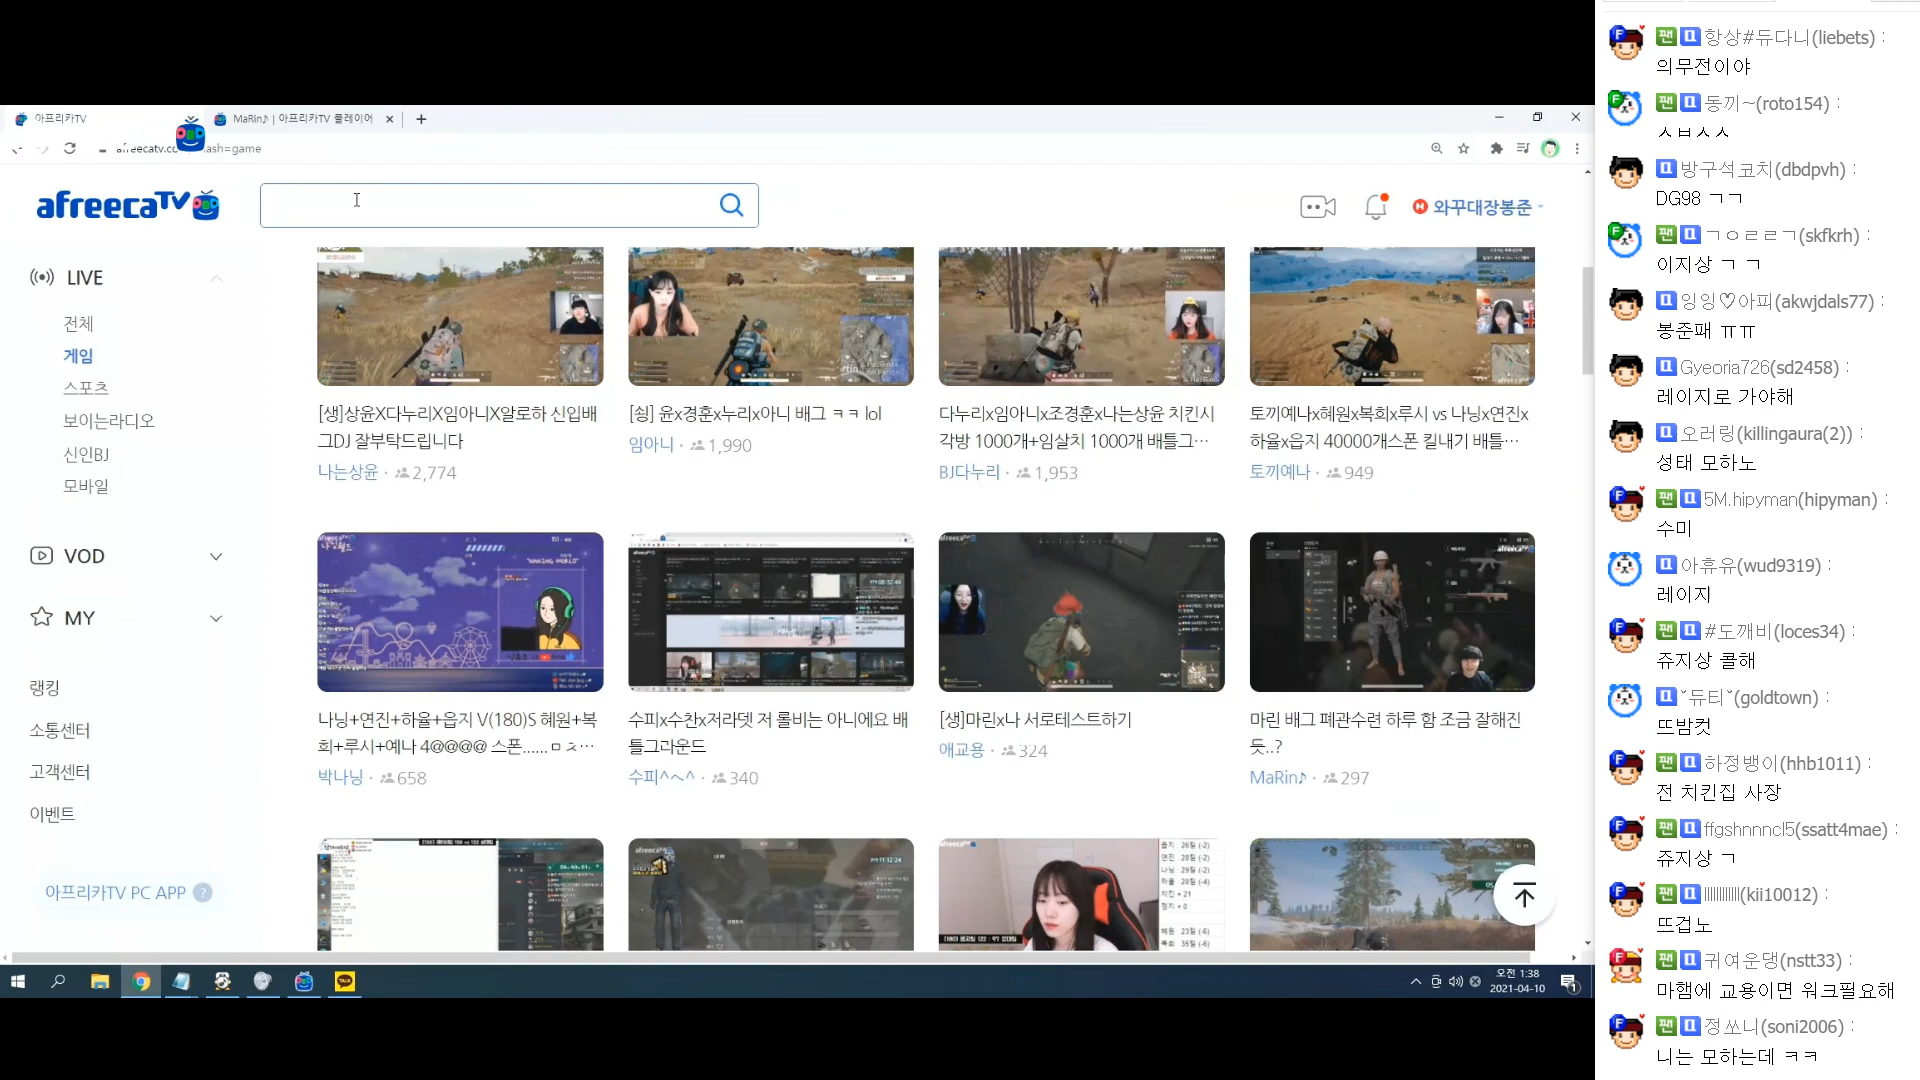 아프리카TV
MaRin♪ | 아프리카TV 플레이어
afreecaTV
와꾸대장봉준
LIVE
전체
게임
스포츠
보이는라디오
신인BJ
모바일
VOD
MY
랭킹
소통센터
고객센터
이벤트
아프리카TV PC APP ?
[생]상윤X다누리X임아니X알로하 신입배
그DJ 잘부탁드립니다
나는상윤 · 2,774
[쉼] 윤x경훈x누리x아니 배그 ㅋㅋ lol
임아니 · 1,990
다누리x임아니x조경훈x나는상윤 치킨시
각방 1000개+임살치 1000개 배틀그…
BJ다누리 · 1,953
토끼예나x혜원x복희x루시 vs 나닝x연진x
하율x읍지 40000개스폰 킬내기 배틀…
토끼예나 · 949
나닝+연진+하율+읍지 V(180)S 혜원+복
희+루시+예나 4@@@@ 스폰......ㅁㅈ…
박나닝 · 658
수피x수찬x저라뎃 저 롤비는 아니에요 배
틀그라운드
수피^~^ · 340
[생]마린x나 서로테스트하기
애교용 · 324
마린 배그 폐관수련 하루 함 조금 잘해진
듯..?
MaRin♪ · 297
오전 1:38
2021-04-10
팬 항상#듀다니(liebets) :
의무전이야
팬 동끼~(roto154) :
ㅅㅂㅅㅅ
방구석코치(dbdpvh) :
DG98 ㄱㄱ
팬 ㄱㅇㄹㄹㄱ(skfkrh) :
이지상 ㄱ ㄱ
잉잉♡아피(akwjdals77) :
봉준패 ㅠㅠ
Gyeoria726(sd2458) :
레이지로 가야해
오러링(killingaura(2)) :
성태 모하노
팬 5M.hipyman(hipyman) :
수미
아휴유(wud9319) :
레이지
팬 #도깨비(loces34) :
쥬지상 콜해
˘듀티˘(goldtown) :
뜨밤컷
팬 하정뱅이(hhb1011) :
전 치킨집 사장
팬 ffgshnnncl5(ssatt4mae) :
쥬지상 ㄱ
팬 llllllllllll(kii10012) :
뜨겁노
팬 귀여운댕(nstt33) :
마햄에 교용이면 워크필요해
팬 정쏘니(soni2006) :
니는 모하는데 ㅋㅋ